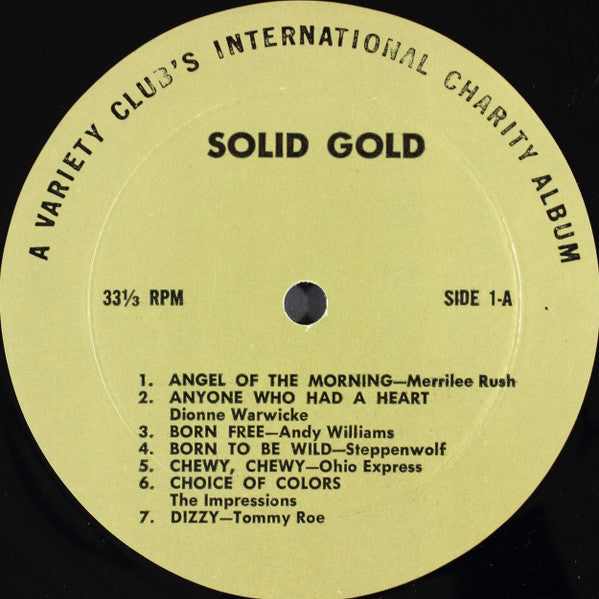 A VARIETY CLUB'S INTERNATIONAL CHARITY ALBUM
SOLID GOLD
33⅓ RPM
SIDE 1-A
1. ANGEL OF THE MORNING—Merrilee Rush
2. ANYONE WHO HAD A HEART
Dionne Warwicke
3. BORN FREE—Andy Williams
4. BORN TO BE WILD—Steppenwolf
5. CHEWY, CHEWY—Ohio Express
6. CHOICE OF COLORS
The Impressions
7. DIZZY—Tommy Roe